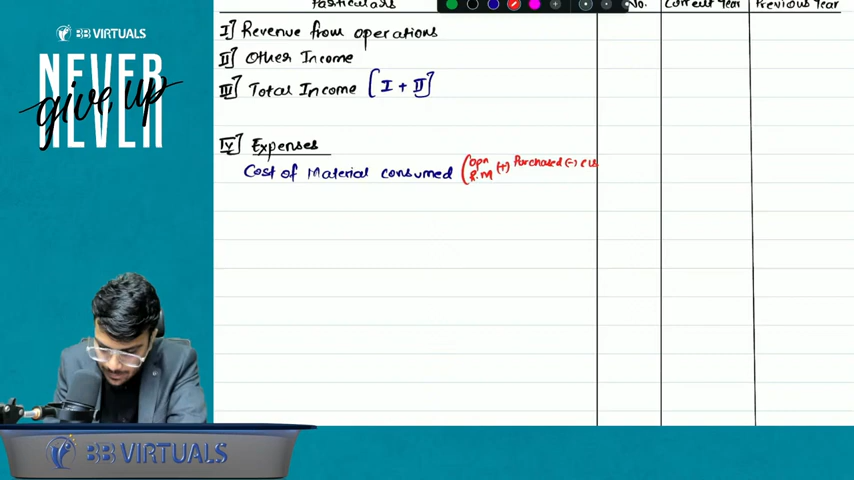 BB VIRTUALS
NEVER
give up
NEVER
Particulars No. Current Year Previous Year
I] Revenue from operations
II] Other Income
III] Total Income [I + II]
IV] Expenses
Cost of Material consumed (opn R.M (+) Purchased (-) cls
BB VIRTUALS